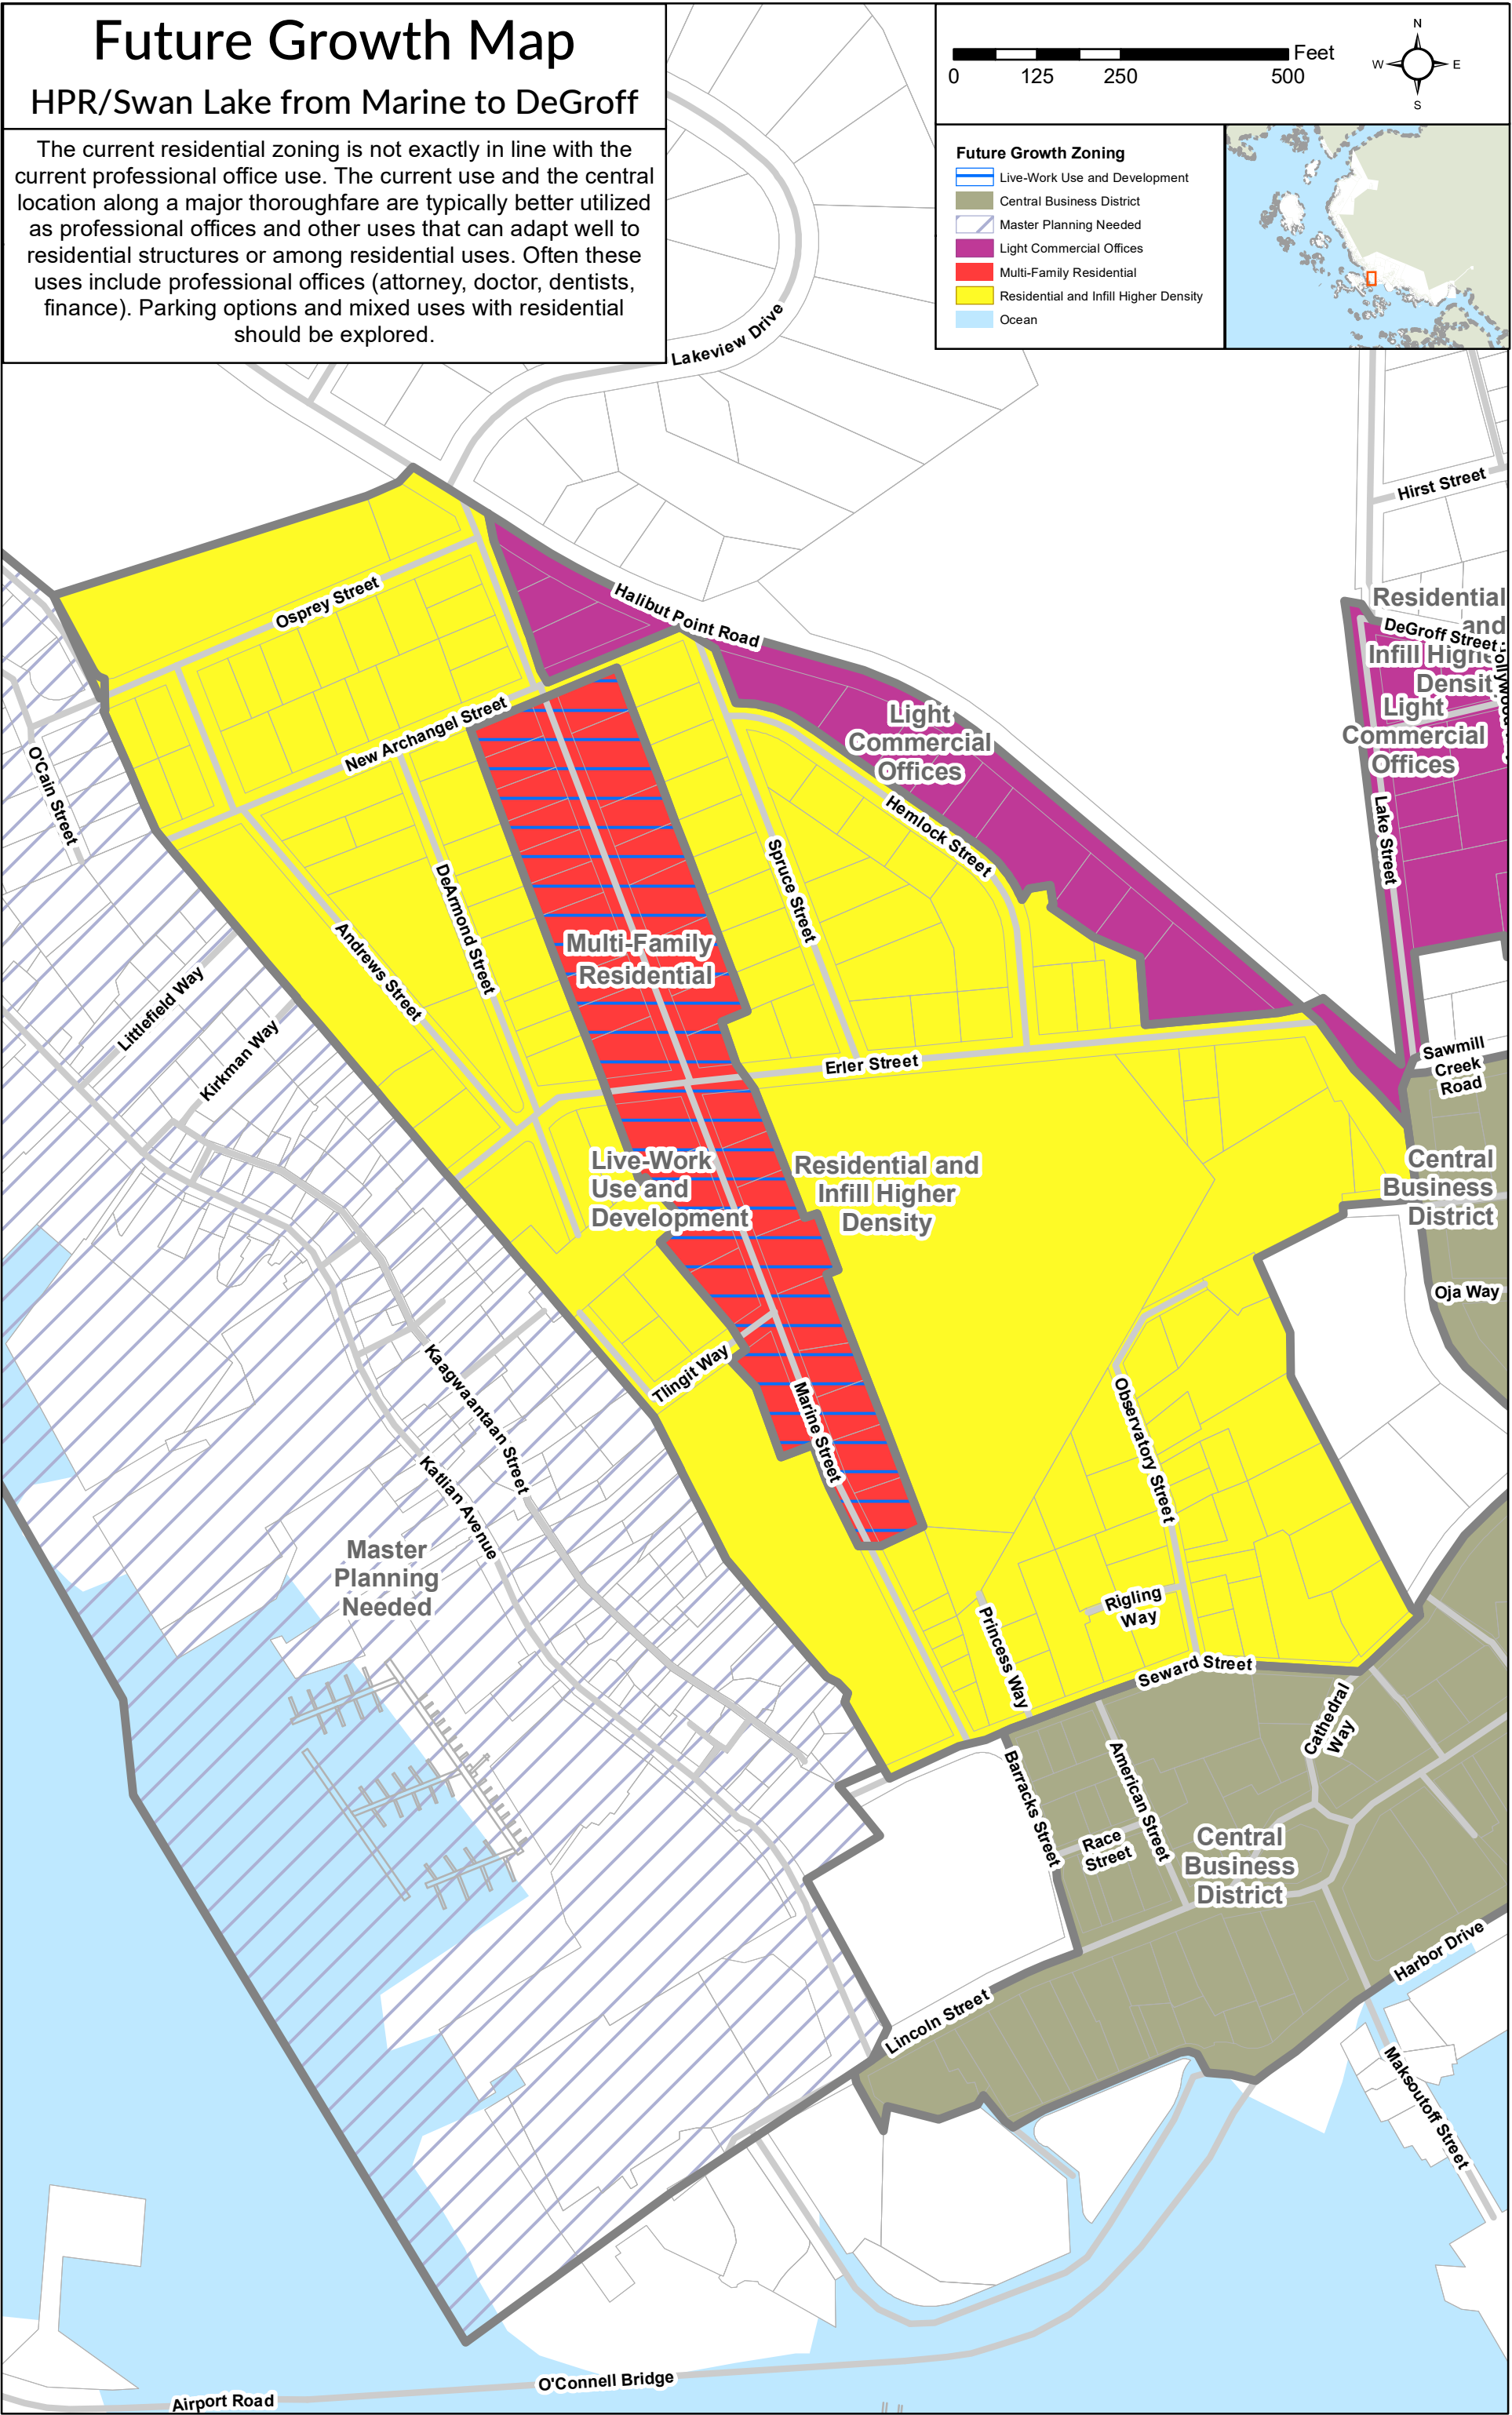 Future Growth Map
HPR/Swan Lake from Marine to DeGroff
The current residential zoning is not exactly in line with the
current professional office use. The current use and the central
location along a major thoroughfare are typically better utilized
as professional offices and other uses that can adapt well to
residential structures or among residential uses. Often these
uses include professional offices (attorney, doctor, dentists,
finance). Parking options and mixed uses with residential
should be explored.
Feet
0 125 250 500
N
W E
S
Future Growth Zoning
Live-Work Use and Development
Central Business District
Master Planning Needed
Light Commercial Offices
Multi-Family Residential
Residential and Infill Higher Density
Ocean
Lakeview Drive
Hirst Street
Osprey Street
Halibut Point Road
Residential
and
DeGroff Street
Infill Highe
Densit
Light
Commercial
Offices
New Archangel Street
Light
Commercial
Offices
O'Cain Street
Hemlock Street
Lake Street
Spruce Street
DeArmond Street
Andrews Street
Multi-Family
Residential
Littlefield Way
Kirkman Way
Erler Street
Sawmill
Creek
Road
Live-Work
Use and
Development
Residential and
Infill Higher
Density
Central
Business
District
Oja Way
Tlingit Way
Kaagwaantaan Street
Marine Street
Observatory Street
Katlian Avenue
Master
Planning
Needed
Rigling
Way
Princess Way
Seward Street
Cathedral
Way
Barracks Street
American Street
Race
Street
Central
Business
District
Harbor Drive
Lincoln Street
Maksoutoff Street
O'Connell Bridge
Airport Road